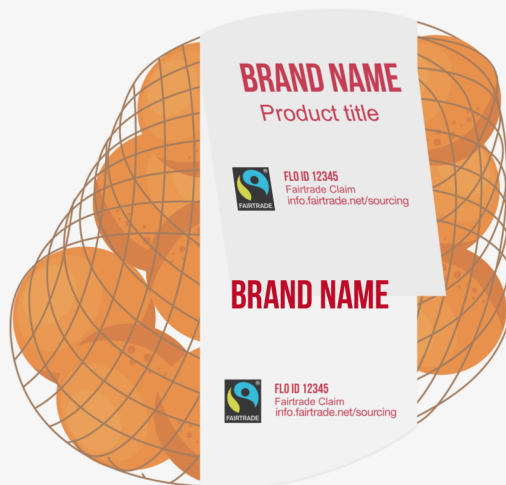 BRAND NAME
Product title
FAIRTRADE
FLO ID 12345
Fairtrade Claim
info.fairtrade.net/sourcing
BRAND NAME
FAIRTRADE
FLO ID 12345
Fairtrade Claim
info.fairtrade.net/sourcing